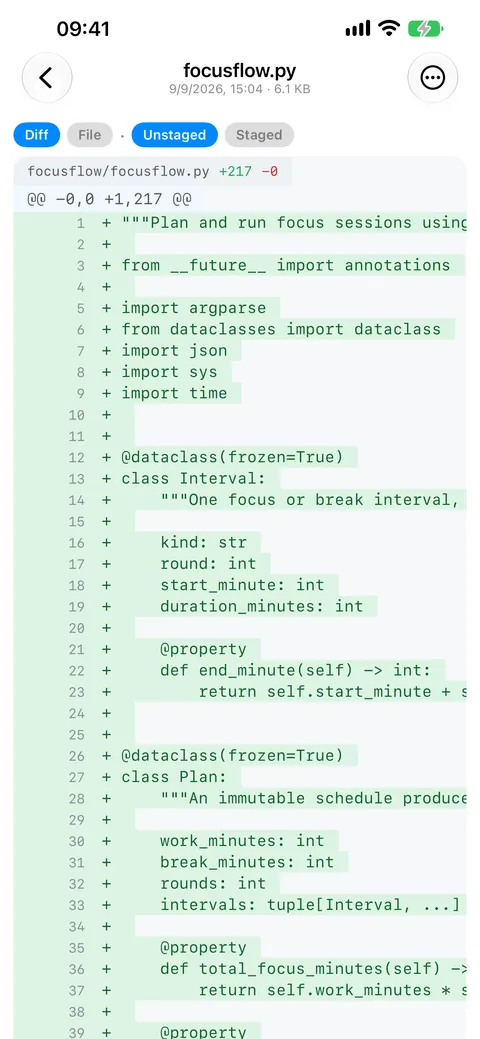 09:41
focusflow.py
9/9/2026, 15:04 · 6.1 KB
Diff File · Unstaged Staged
focusflow/focusflow.py +217 −0
@@ −0,0 +1,217 @@
1 + """Plan and run focus sessions using
2 +
3 + from __future__ import annotations
4 +
5 + import argparse
6 + from dataclasses import dataclass
7 + import json
8 + import sys
9 + import time
10 +
11 +
12 + @dataclass(frozen=True)
13 + class Interval:
14 +     """One focus or break interval,
15 +
16 +     kind: str
17 +     round: int
18 +     start_minute: int
19 +     duration_minutes: int
20 +
21 +     @property
22 +     def end_minute(self) -> int:
23 +         return self.start_minute + s
24 +
25 +
26 + @dataclass(frozen=True)
27 + class Plan:
28 +     """An immutable schedule produce
29 +
30 +     work_minutes: int
31 +     break_minutes: int
32 +     rounds: int
33 +     intervals: tuple[Interval, ...]
34 +
35 +     @property
36 +     def total_focus_minutes(self) ->
37 +         return self.work_minutes * s
38 +
39 +     @property